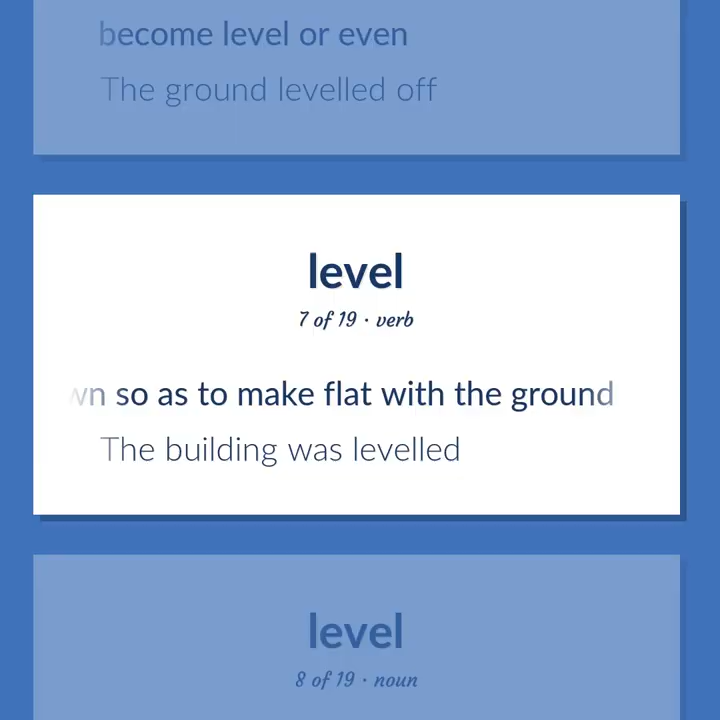 become level or even
The ground levelled off
level
7 of 19 · verb
so as to make flat with the ground
The building was levelled
level
8 of 19 · noun